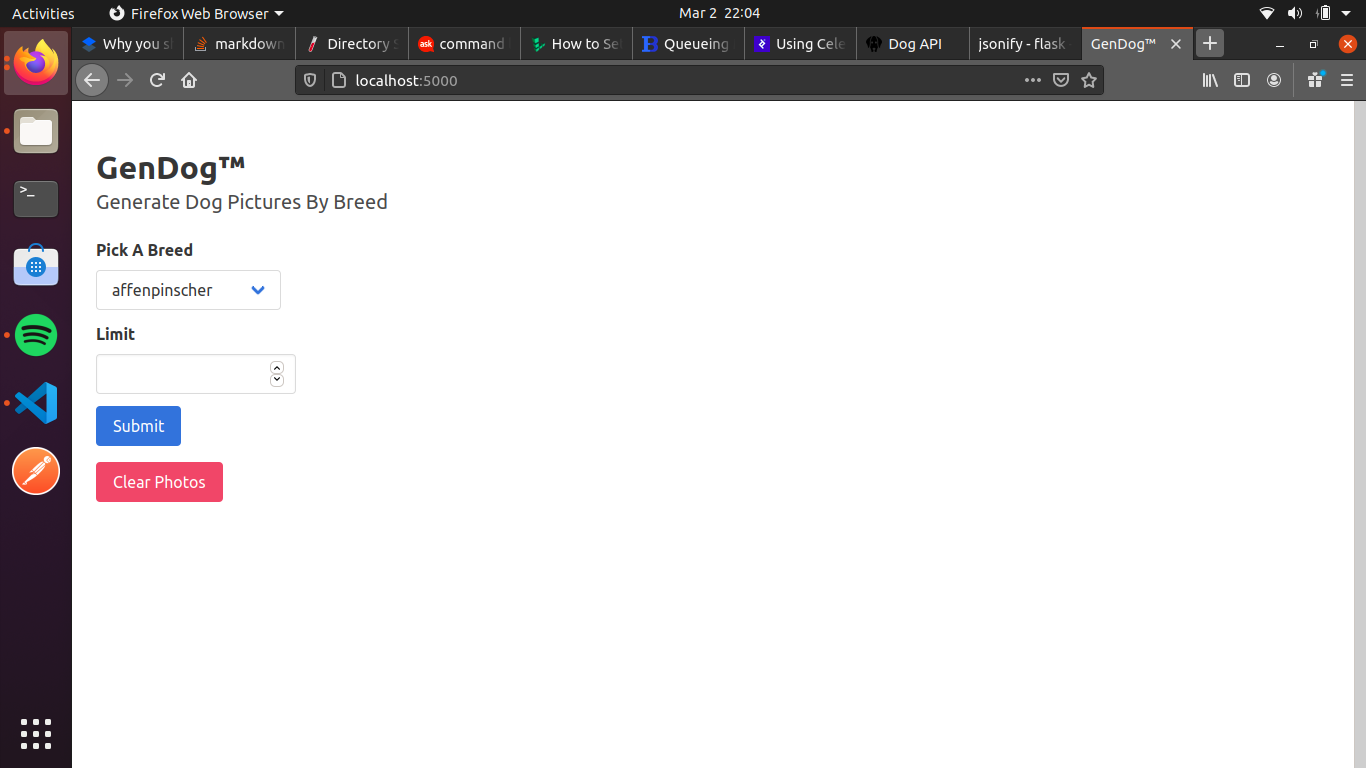 Activities Firefox Web Browser Mar 2 22:04
Why you s markdown Directory S ask command How to Se Queueing Using Cele Dog API jsonify - flask GenDog™
localhost:5000
GenDog™
Generate Dog Pictures By Breed
Pick A Breed
affenpinscher
Limit
Submit
Clear Photos